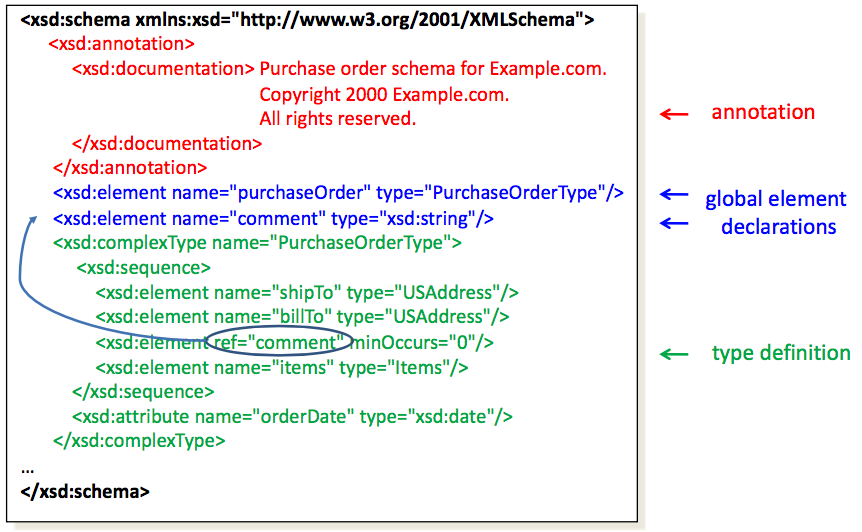 <xsd:schema xmlns:xsd="http://www.w3.org/2001/XMLSchema">
<xsd:annotation>
<xsd:documentation> Purchase order schema for Example.com.
Copyright 2000 Example.com.
All rights reserved.
</xsd:documentation>
</xsd:annotation>
<xsd:element name="purchaseOrder" type="PurchaseOrderType"/>
<xsd:element name="comment" type="xsd:string"/>
<xsd:complexType name="PurchaseOrderType">
<xsd:sequence>
<xsd:element name="shipTo" type="USAddress"/>
<xsd:element name="billTo" type="USAddress"/>
<xsd:element ref="comment" minOccurs="0"/>
<xsd:element name="items" type="Items"/>
</xsd:sequence>
<xsd:attribute name="orderDate" type="xsd:date"/>
</xsd:complexType>
...
</xsd:schema>
annotation
global element
declarations
type definition